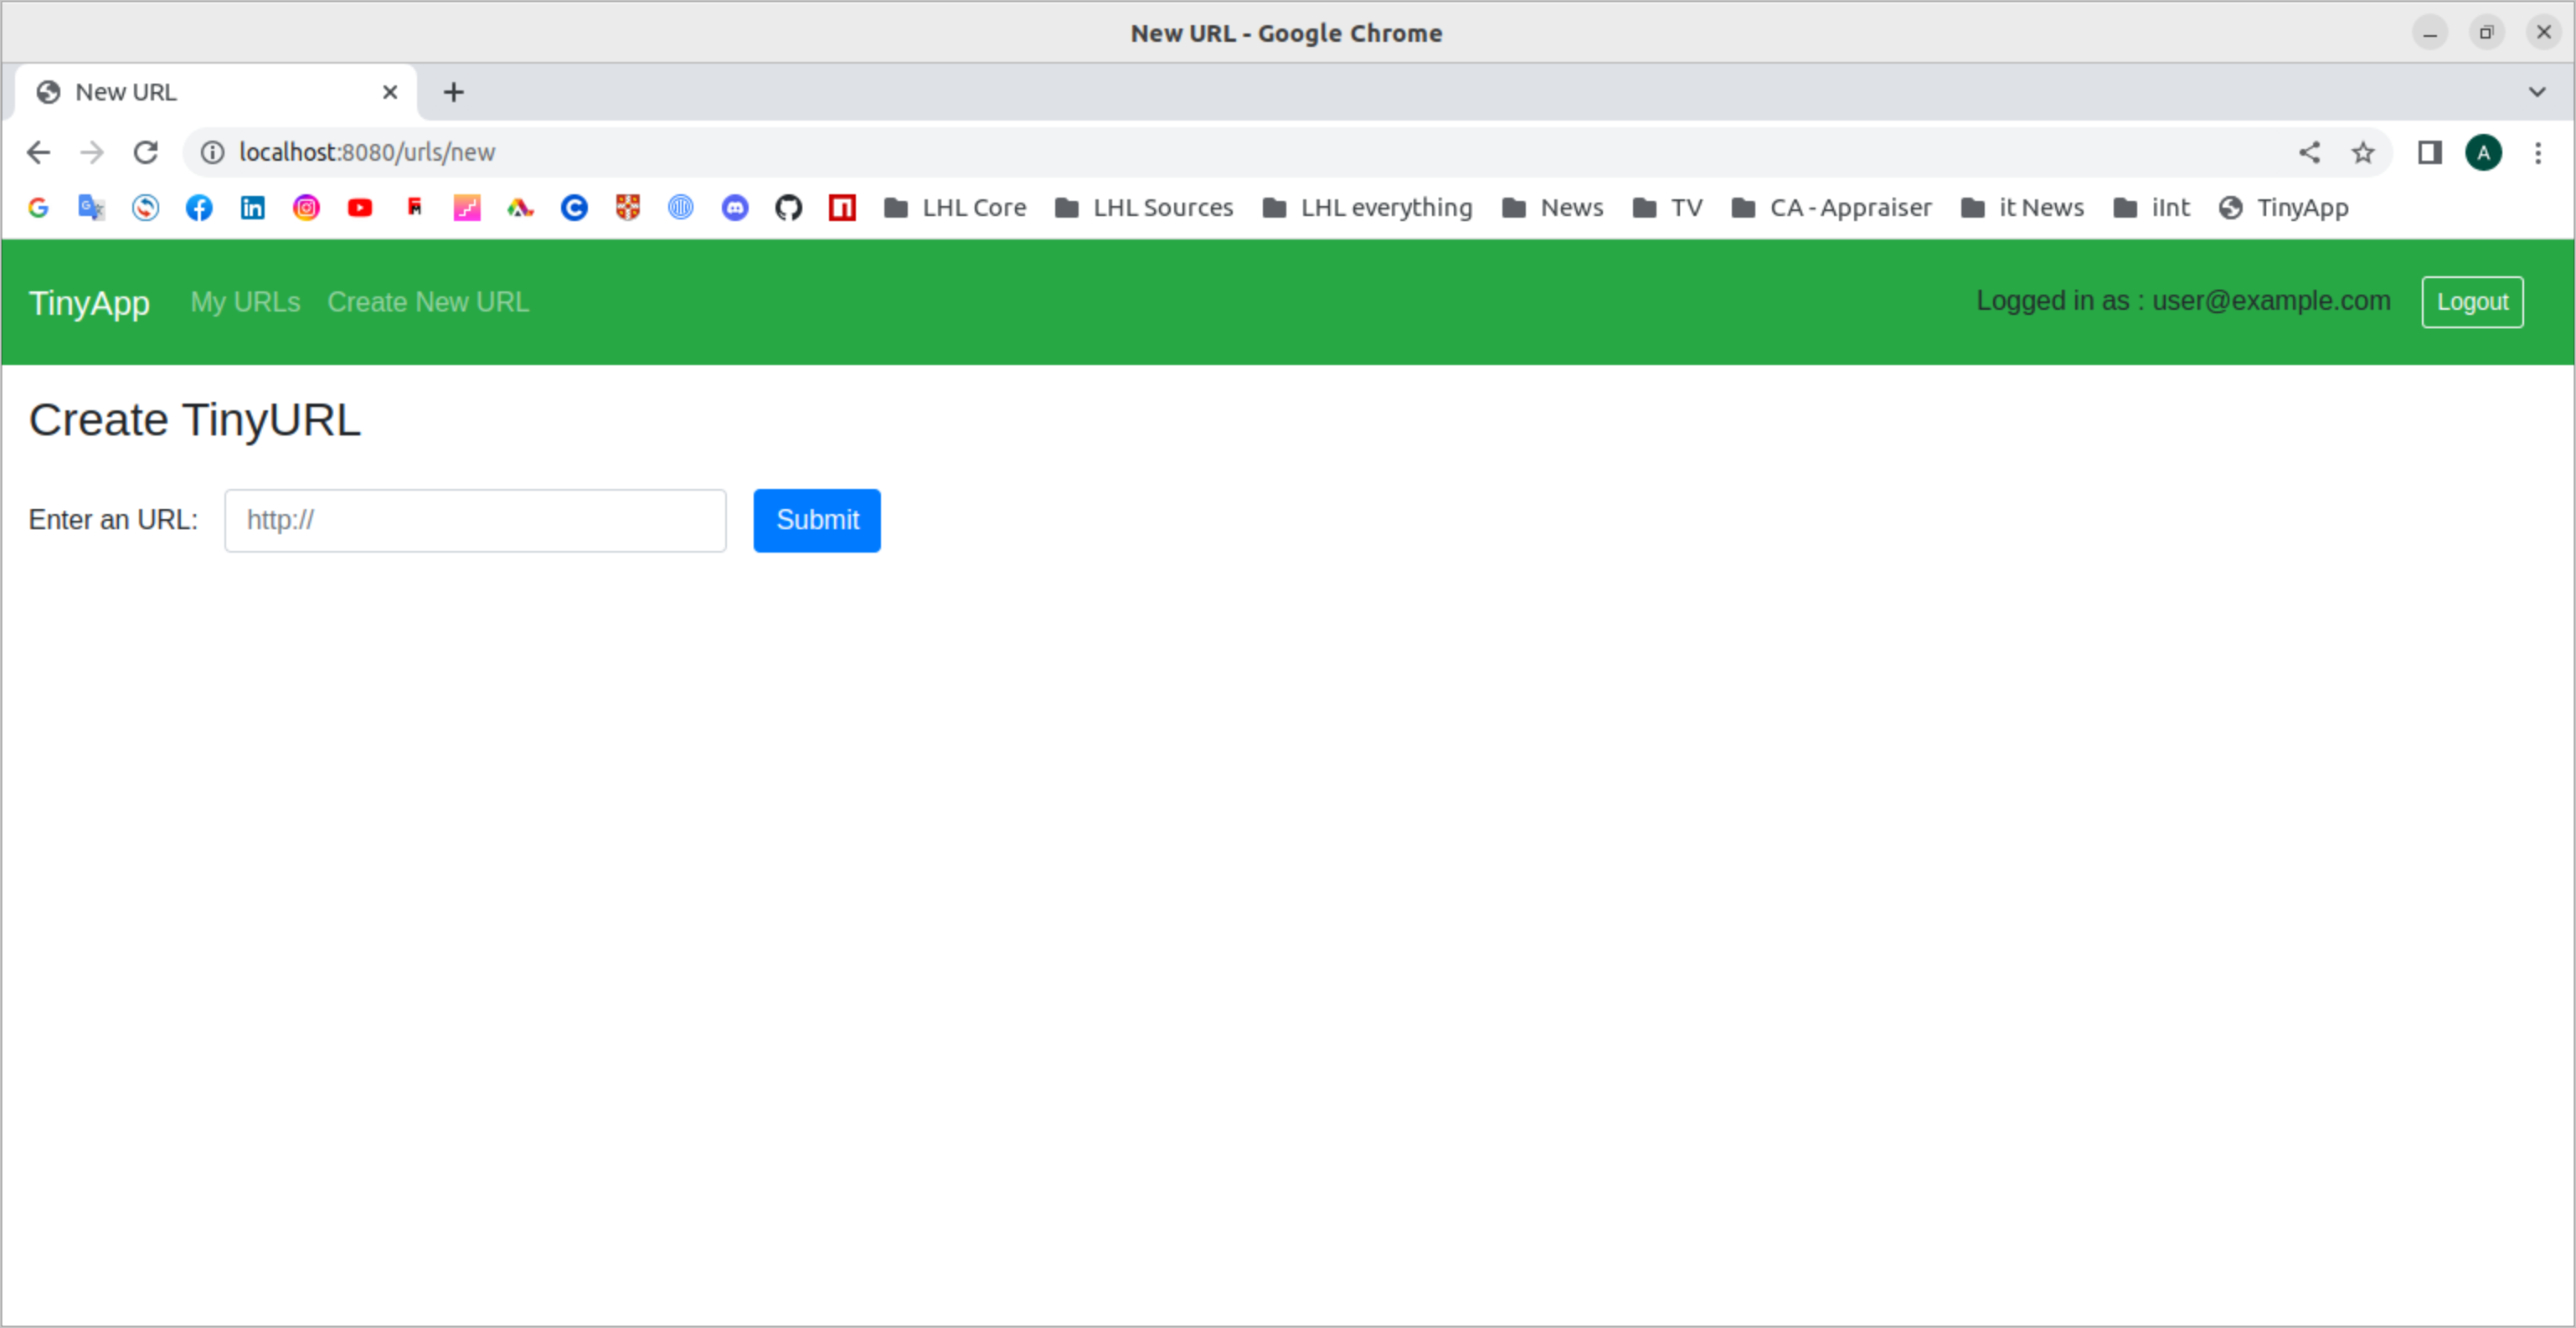 New URL - Google Chrome
New URL
localhost:8080/urls/new
A
LHL Core LHL Sources LHL everything News TV CA - Appraiser it News iInt TinyApp
TinyApp My URLs Create New URL Logged in as : user@example.com Logout
Create TinyURL
Enter an URL: http:// Submit